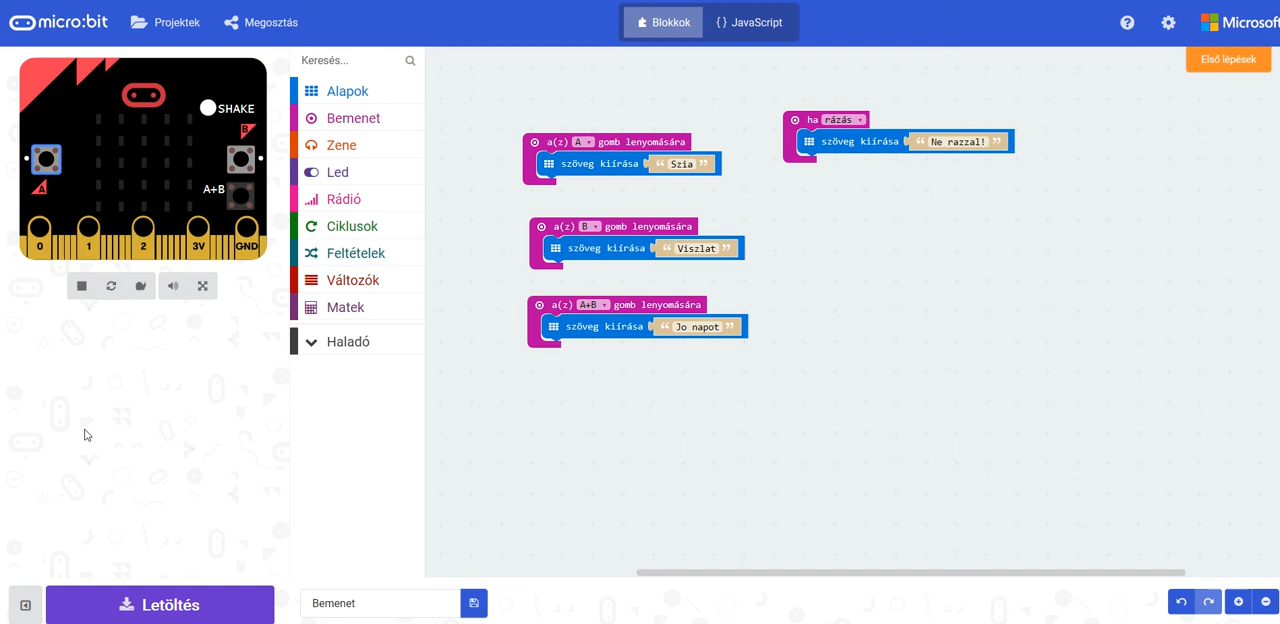 micro:bit Projektek Megosztás Blokkok {} JavaScript Microsoft
Első lépések
SHAKE
B
A
A+B
0 1 2 3V GND
Keresés...
Alapok
Bemenet
Zene
Led
Rádió
Ciklusok
Feltételek
Változók
Matek
Haladó
a(z) A gomb lenyomására
szöveg kiírása “ Szia ”
a(z) B gomb lenyomására
szöveg kiírása “ Viszlat ”
a(z) A+B gomb lenyomására
szöveg kiírása “ Jo napot ”
ha rázás
szöveg kiírása “ Ne razzal! ”
Letöltés
Bemenet